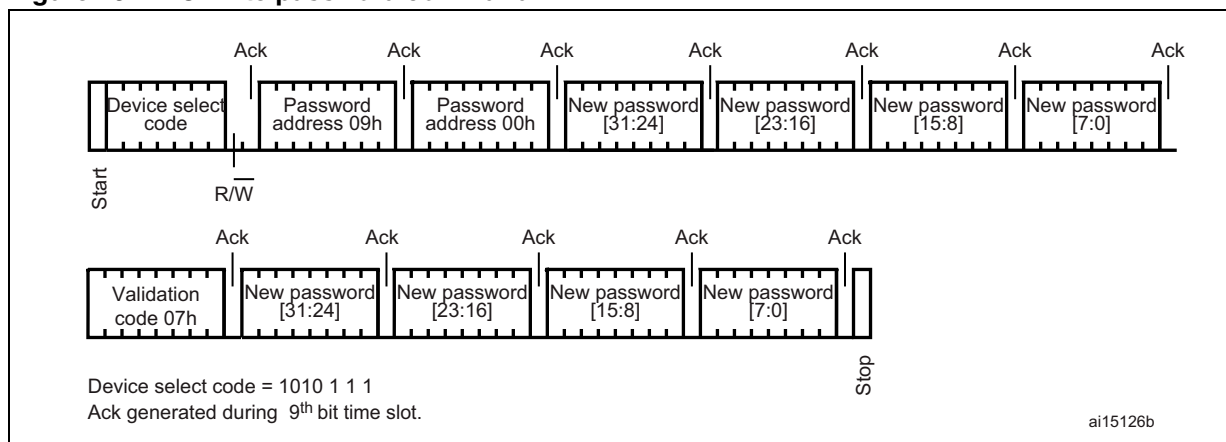 Ack Ack Ack Ack Ack Ack Ack
Device select
code
Password
address 09h
Password
address 00h
New password
[31:24]
New password
[23:16]
New password
[15:8]
New password
[7:0]
Start
R/W
Ack Ack Ack Ack Ack
Validation
code 07h
New password
[31:24]
New password
[23:16]
New password
[15:8]
New password
[7:0]
Stop
Device select code = 1010 1 1 1
Ack generated during 9th bit time slot.
ai15126b